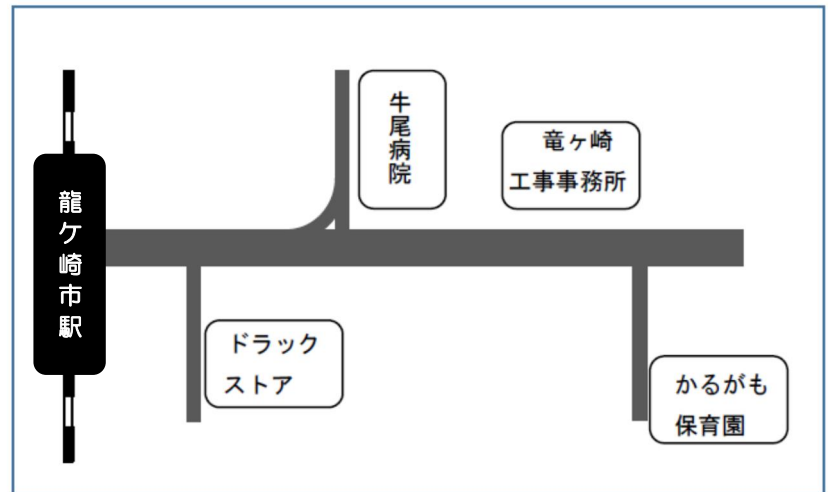 龍ケ崎市駅
牛尾病院
竜ヶ崎
工事事務所
ドラック
ストア
かるがも
保育園